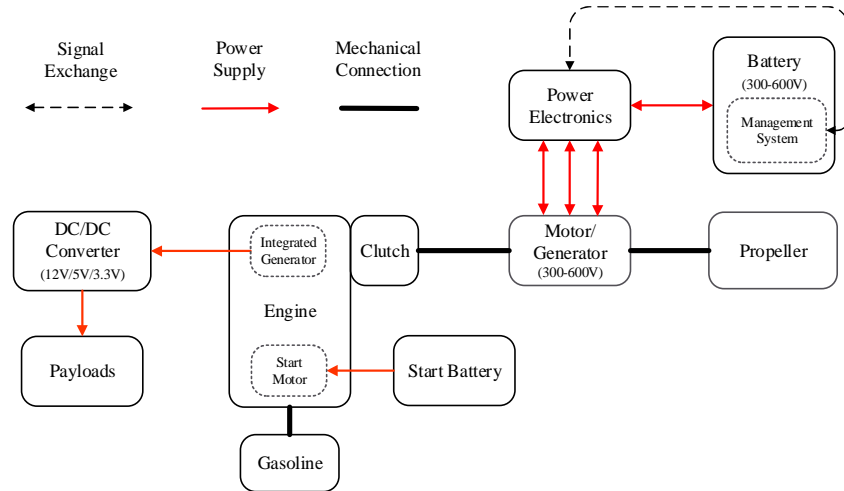 Signal
Exchange
Power
Supply
Mechanical
Connection
Power
Electronics
Battery
(300-600V)
Management
System
DC/DC
Converter
(12V/5V/3.3V)
Integrated
Generator
Clutch
Motor/
Generator
(300-600V)
Propeller
Engine
Payloads
Start
Motor
Start Battery
Gasoline